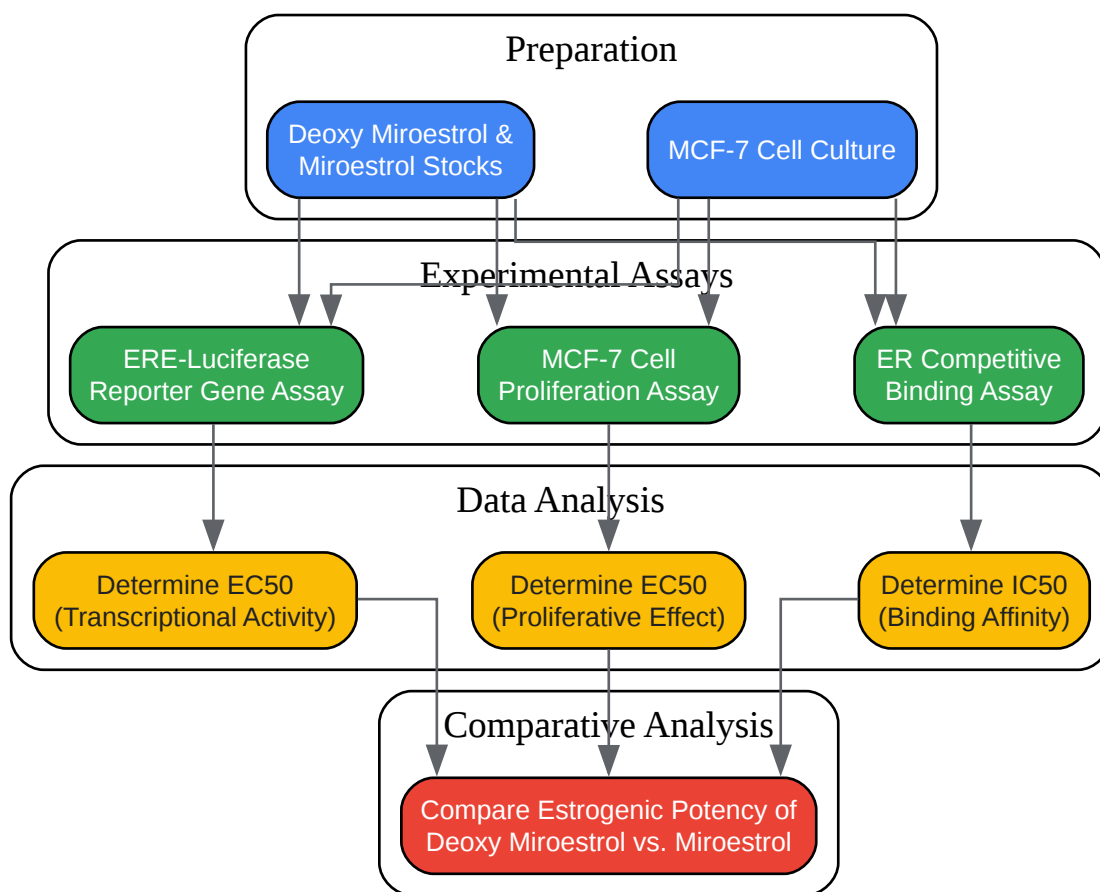 Preparation
Deoxy Miroestrol &
Miroestrol Stocks
MCF-7 Cell Culture
Experimental Assays
ERE-Luciferase
Reporter Gene Assay
MCF-7 Cell
Proliferation Assay
ER Competitive
Binding Assay
Data Analysis
Determine EC50
(Transcriptional Activity)
Determine EC50
(Proliferative Effect)
Determine IC50
(Binding Affinity)
Comparative Analysis
Compare Estrogenic Potency of
Deoxy Miroestrol vs. Miroestrol